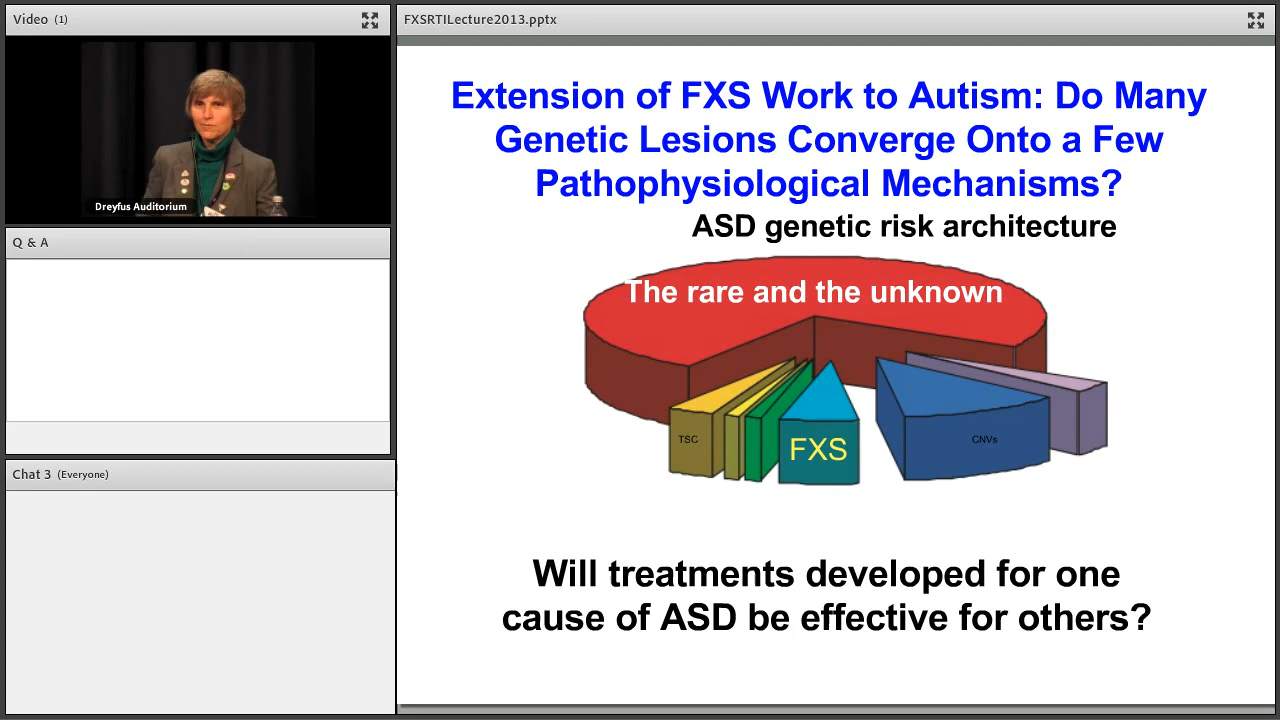 Video (1)
Dreyfus Auditorium
Q & A
Chat 3 (Everyone)
FXSRTILecture2013.pptx
Extension of FXS Work to Autism: Do Many
Genetic Lesions Converge Onto a Few
Pathophysiological Mechanisms?
ASD genetic risk architecture
The rare and the unknown
TSC
FXS
CNVs
Will treatments developed for one
cause of ASD be effective for others?